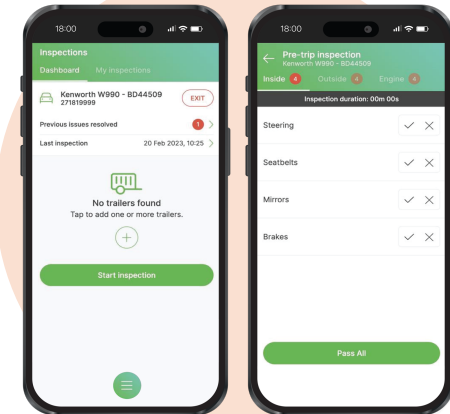 18:00
Inspections
Dashboard My inspections
Kenworth W990 - BD44509
271819999
EXIT
Previous issues resolved 1
Last inspection 20 Feb 2023, 10:25
No trailers found
Tap to add one or more trailers.
Start inspection
18:00
Pre-trip inspection
Kenworth W990 - BD44509
Inside 4 Outside 4 Engine 4
Inspection duration: 00m 00s
Steering
Seatbelts
Mirrors
Brakes
Pass All